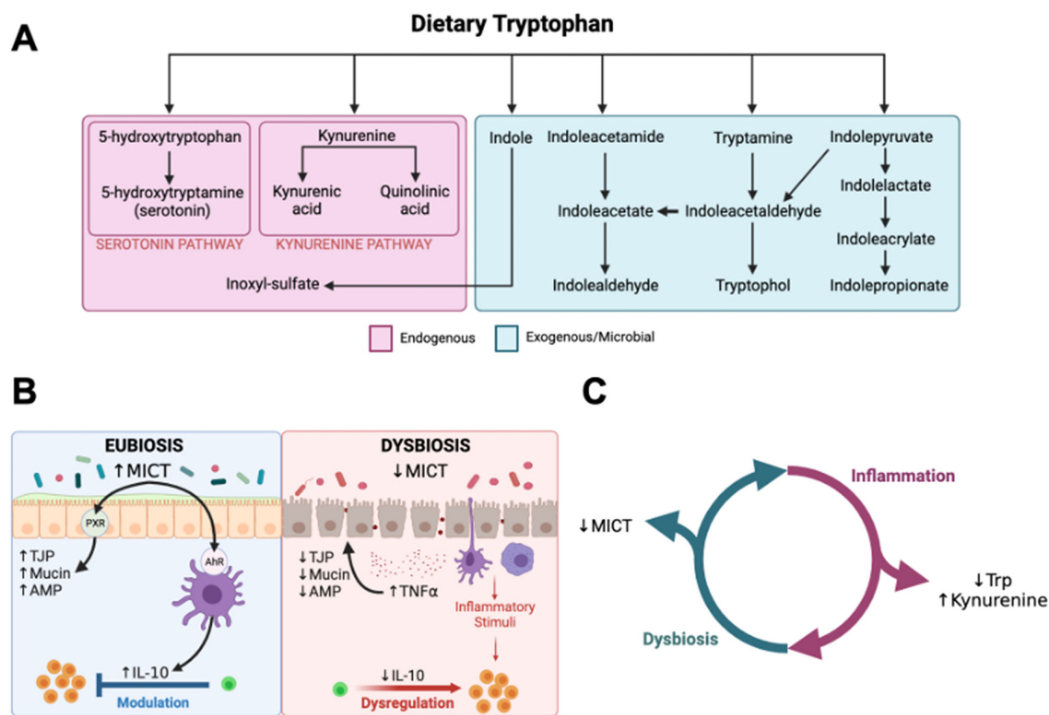 A
Dietary Tryptophan
5-hydroxytryptophan
5-hydroxytryptamine
(serotonin)
SEROTONIN PATHWAY
Kynurenine
Kynurenic
acid
Quinolinic
acid
KYNURENINE PATHWAY
Inoxyl-sulfate
Indole
Indoleacetamide
Indoleacetate
Indolealdehyde
Tryptamine
Indoleacetaldehyde
Tryptophol
Indolepyruvate
Indolelactate
Indoleacrylate
Indolepropionate
Endogenous
Exogenous/Microbial
B
EUBIOSIS
↑MICT
PXR
AhR
↑TJP
↑Mucin
↑AMP
↑IL-10
Modulation
DYSBIOSIS
↓MICT
↓TJP
↓Mucin
↓AMP
↑TNFα
Inflammatory
Stimuli
↓IL-10
Dysregulation
C
Inflammation
↓MICT
↓Trp
↑Kynurenine
Dysbiosis